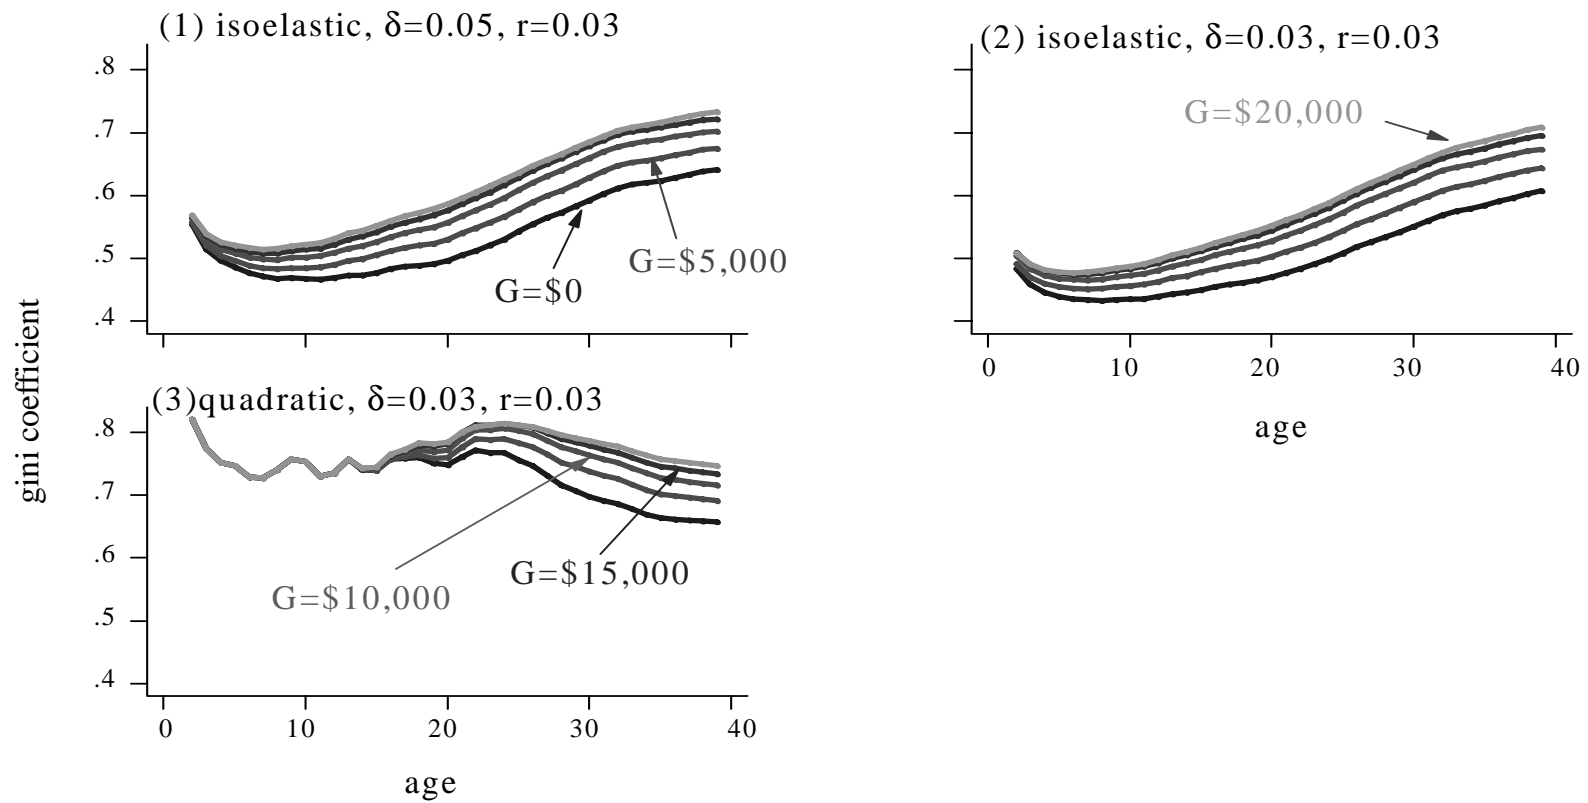 (1) isoelastic, δ=0.05, r=0.03
.8
.7
.6
.5
.4
G=$0
G=$5,000
(2) isoelastic, δ=0.03, r=0.03
G=$20,000
0 10 20 30 40
age
gini coefficient
(3)quadratic, δ=0.03, r=0.03
.8
.7
.6
.5
.4
G=$10,000
G=$15,000
0 10 20 30 40
age